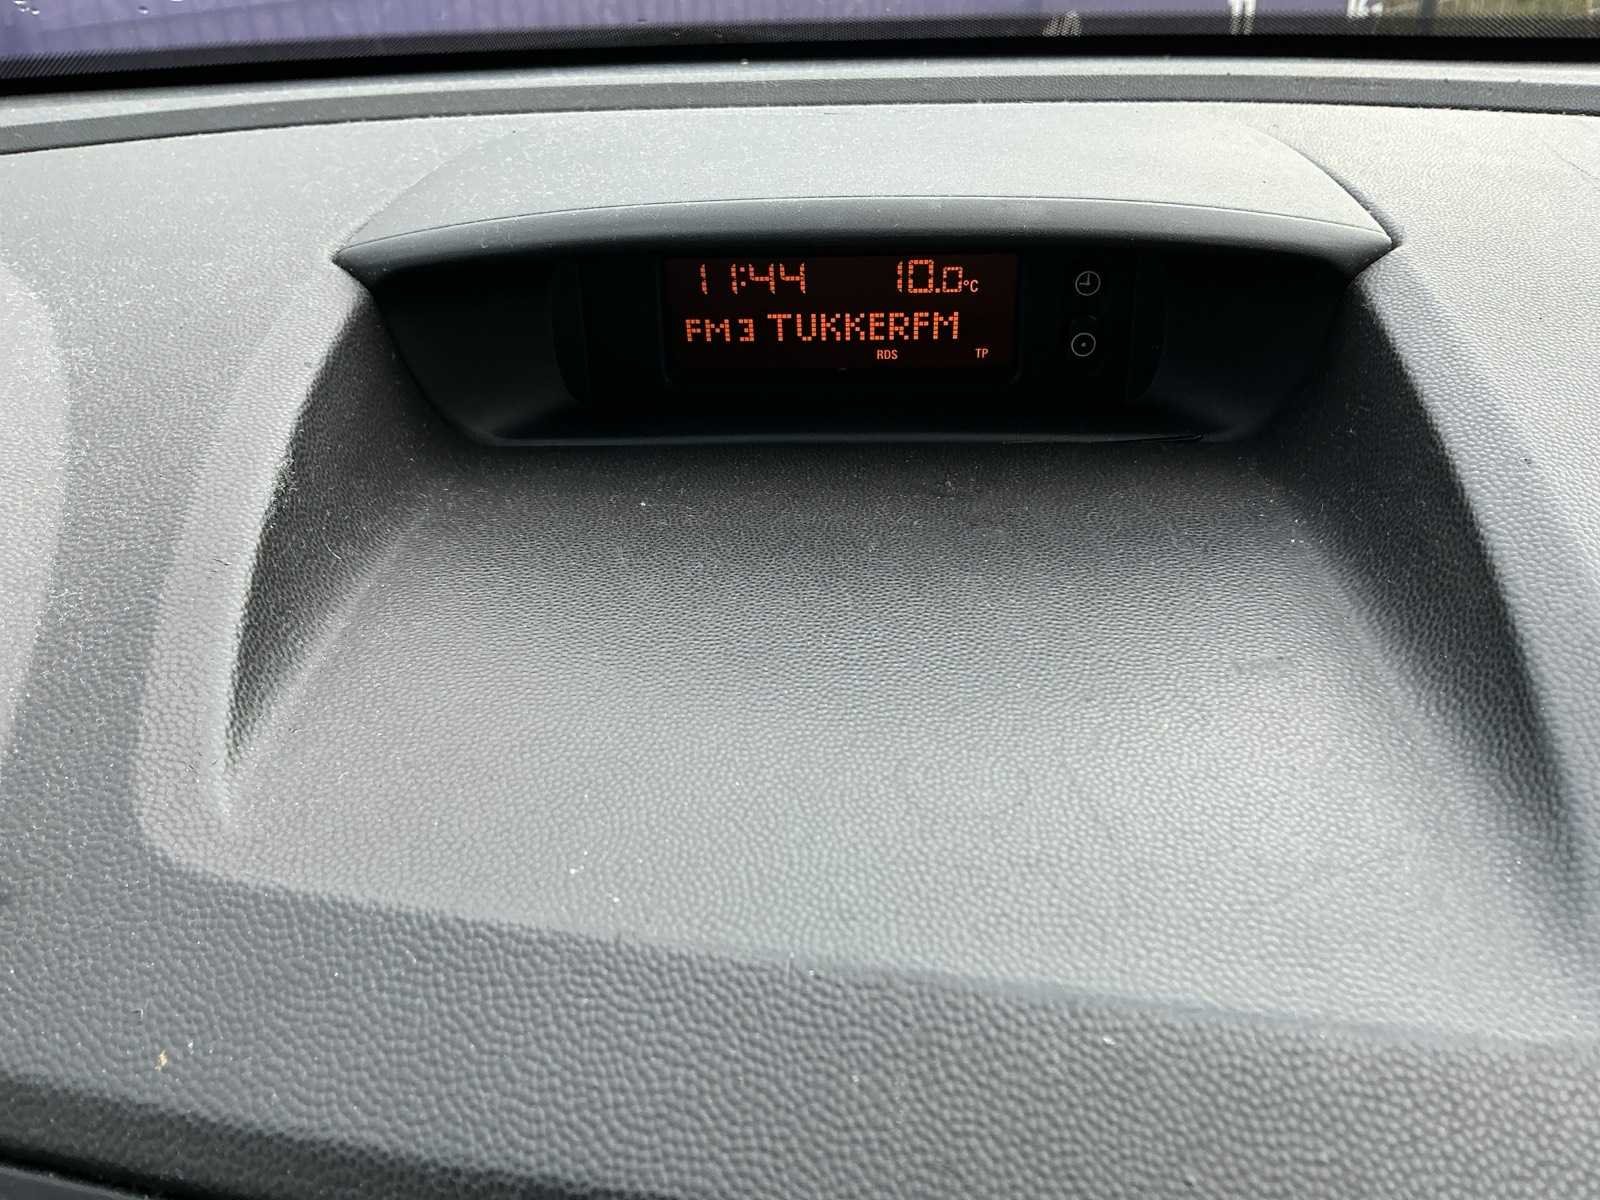 11:44 10.0°C
FM3 TUKKERFM
RDS TP